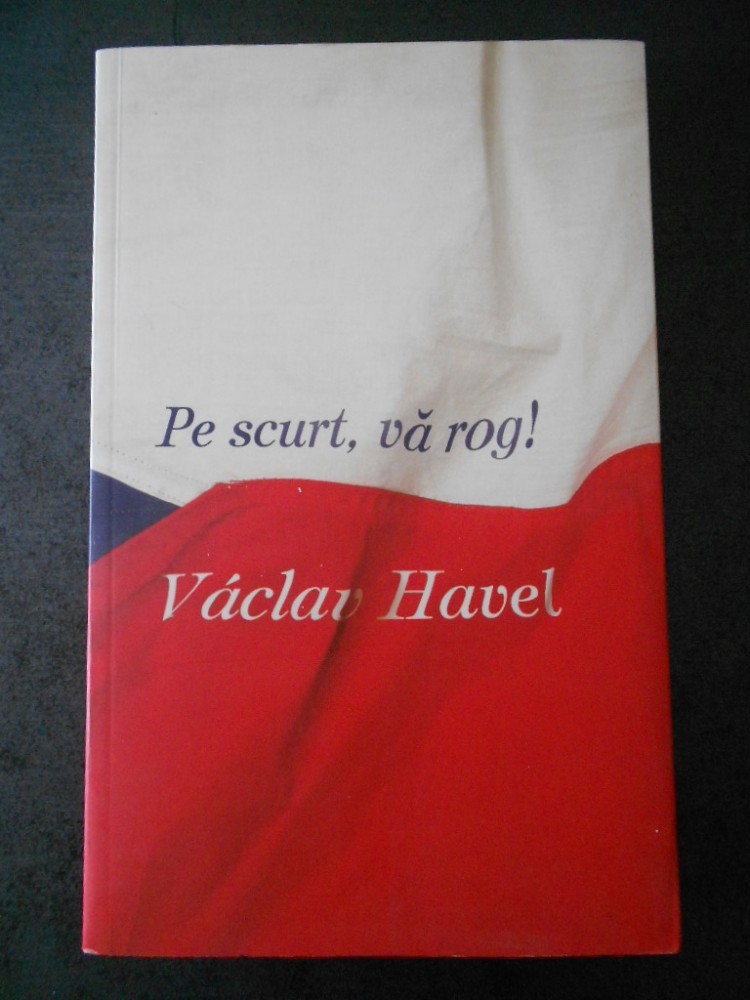 Pe scurt, vă rog!
Václav Havel